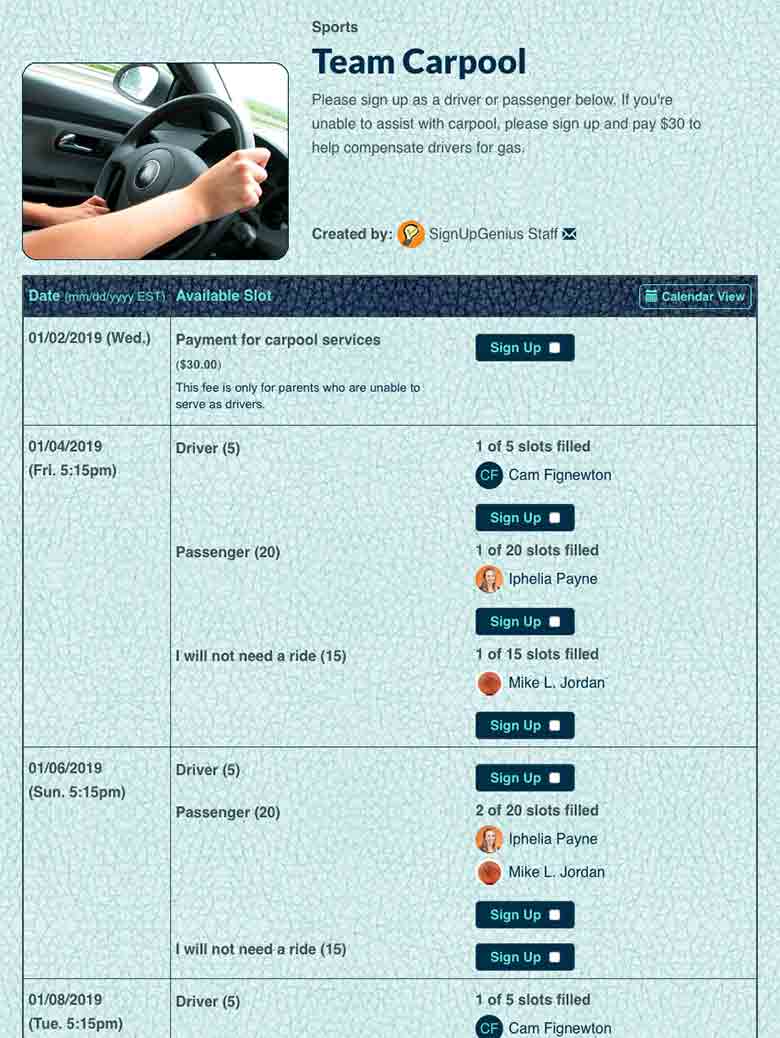 Sports
Team Carpool
Please sign up as a driver or passenger below. If you're
unable to assist with carpool, please sign up and pay $30 to
help compensate drivers for gas.
Created by: SignUpGenius Staff
Date (mm/dd/yyyy EST) Available Slot Calendar View
01/02/2019 (Wed.) Payment for carpool services
($30.00)
Sign Up
This fee is only for parents who are unable to
serve as drivers.
01/04/2019 Driver (5) 1 of 5 slots filled
(Fri. 5:15pm) CF Cam Fignewton
Sign Up
Passenger (20) 1 of 20 slots filled
Iphelia Payne
Sign Up
I will not need a ride (15) 1 of 15 slots filled
Mike L. Jordan
Sign Up
01/06/2019 Driver (5) Sign Up
(Sun. 5:15pm)
Passenger (20) 2 of 20 slots filled
Iphelia Payne
Mike L. Jordan
Sign Up
I will not need a ride (15) Sign Up
01/08/2019 Driver (5) 1 of 5 slots filled
(Tue. 5:15pm) CF Cam Fignewton